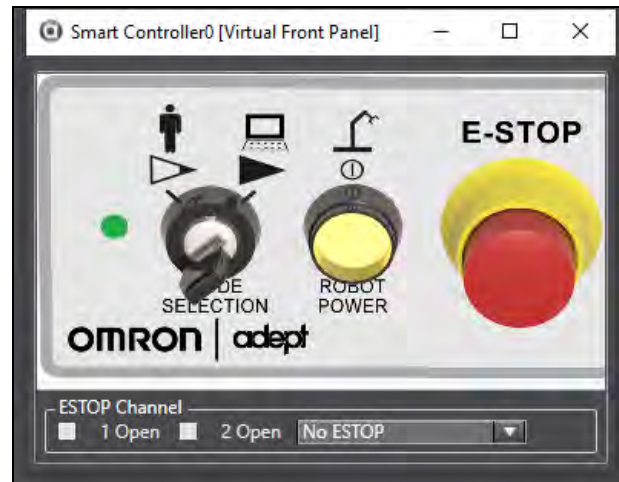 Smart Controller0 [Virtual Front Panel]
E-STOP
DE
SELECTION
ROBOT
POWER
OMRON | adept
ESTOP Channel
1 Open 2 Open No ESTOP